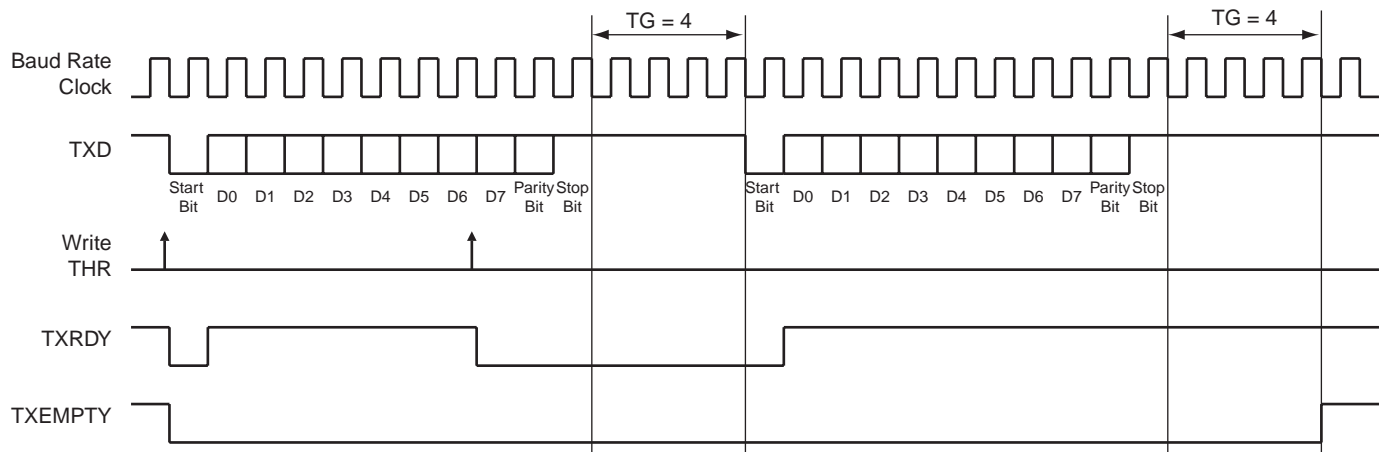 TG = 4
TG = 4
Baud Rate
Clock
TXD
Start
Bit
D0
D1
D2
D3
D4
D5
D6
D7
Parity
Bit
Stop
Bit
Start
Bit
D0
D1
D2
D3
D4
D5
D6
D7
Parity
Bit
Stop
Bit
Write
THR
TXRDY
TXEMPTY